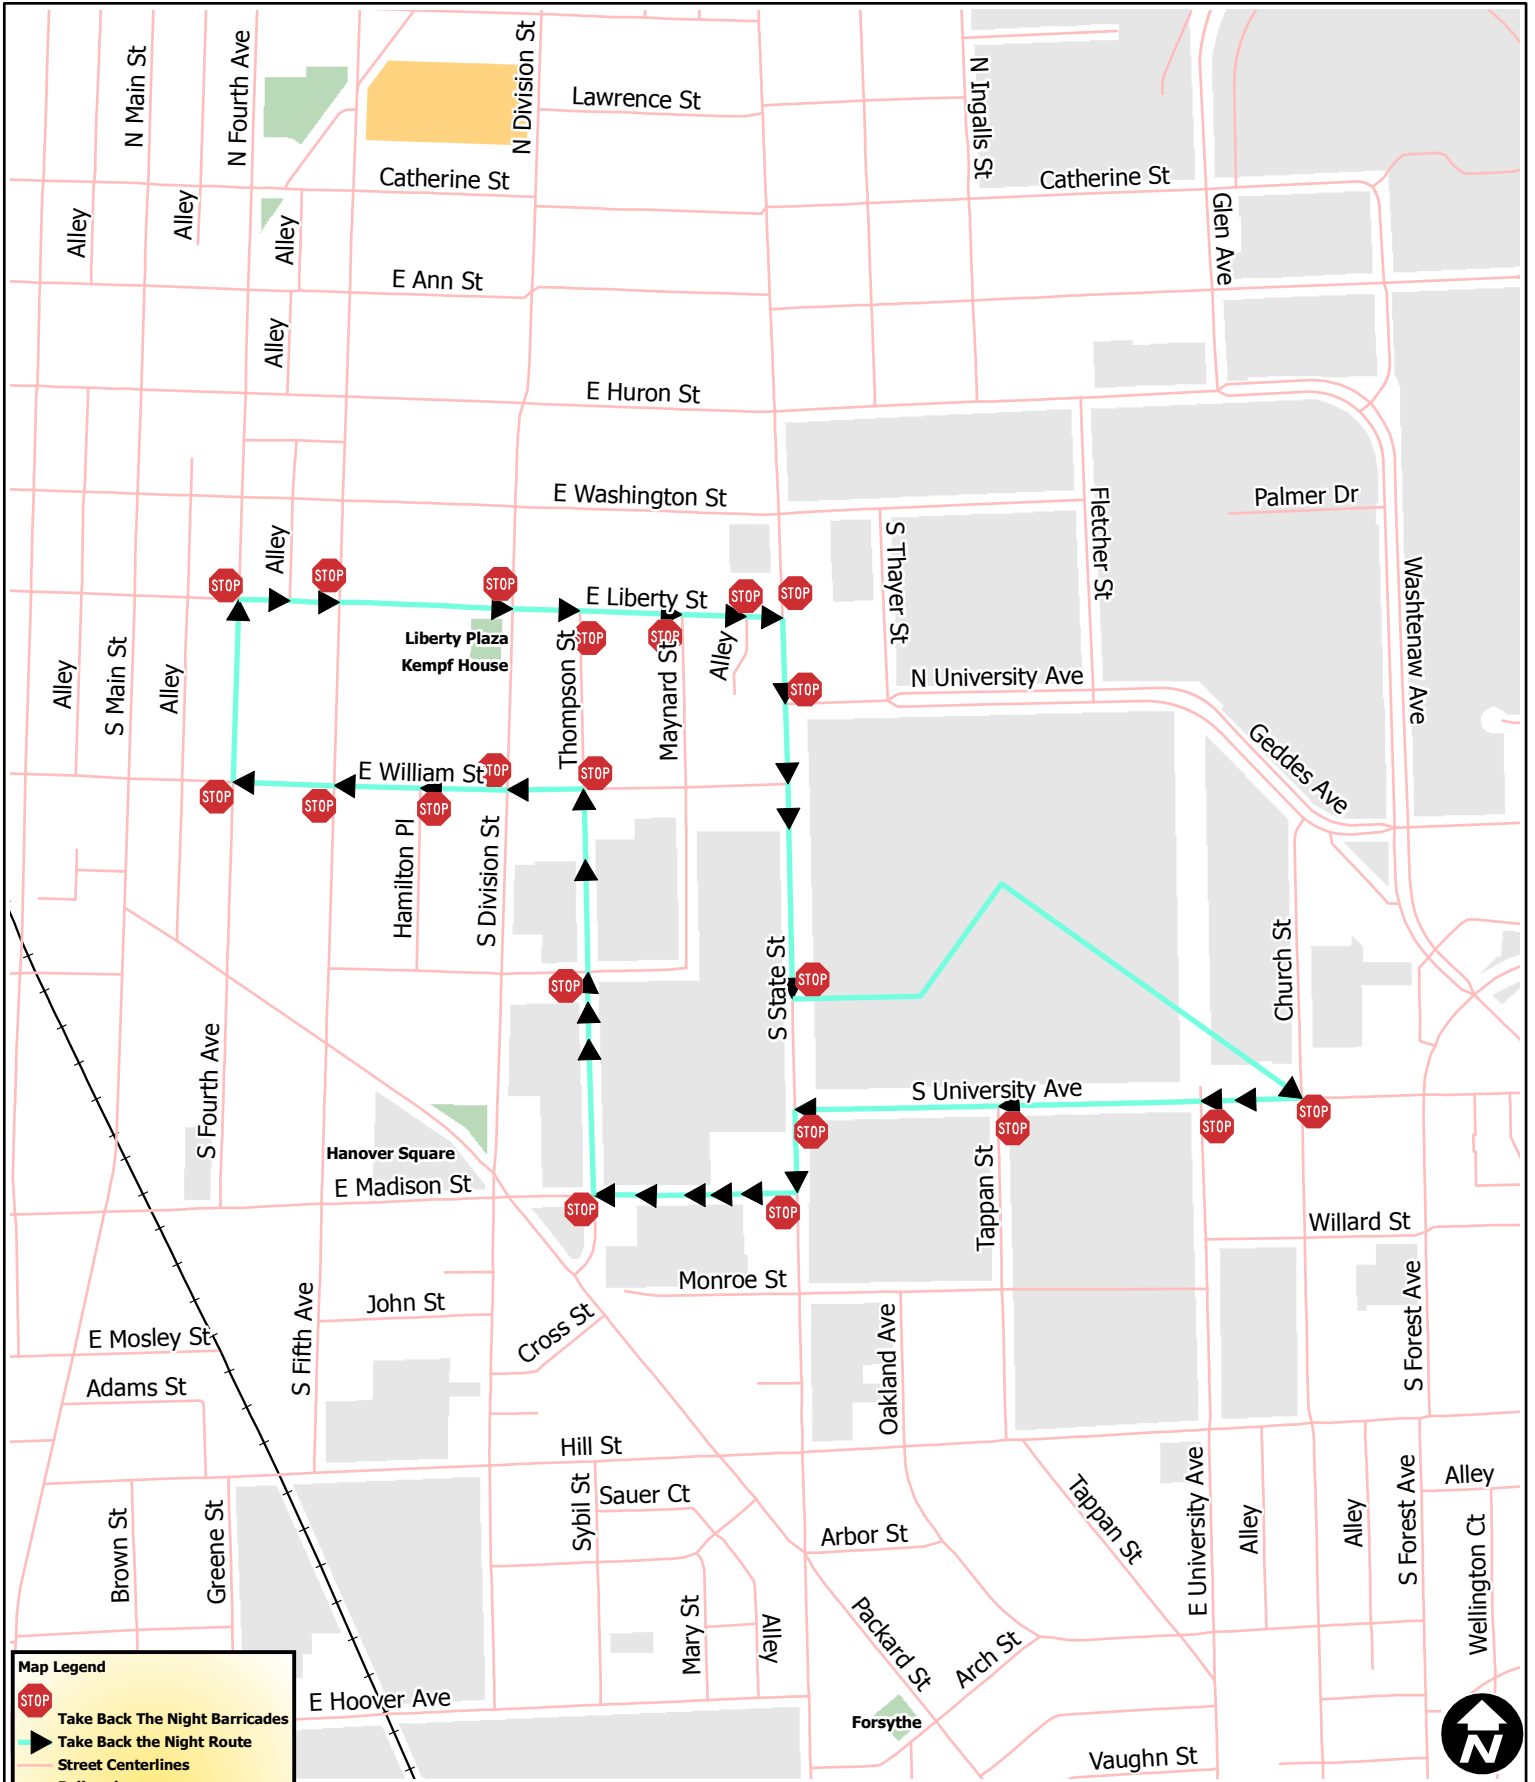 N Main St
N Fourth Ave
N Division St
Lawrence St
N Ingalls St
Catherine St
Catherine St
Alley
Alley
Alley
Glen Ave
E Ann St
Alley
E Huron St
E Washington St
Palmer Dr
Fletcher St
S Thayer St
Washtenaw Ave
Alley
STOP
STOP
STOP
STOP
STOP
E Liberty St
STOP
STOP
Liberty Plaza
Kempf House
Thompson St
Maynard St
Alley
Alley
S Main St
Alley
N University Ave
STOP
Geddes Ave
E William St
STOP
STOP
STOP
STOP
STOP
Hamilton Pl
S Division St
S State St
Church St
STOP
STOP
S Fourth Ave
S University Ave
STOP
STOP
STOP
STOP
Hanover Square
E Madison St
Tappan St
STOP
STOP
Willard St
Monroe St
S Forest Ave
John St
S Fifth Ave
Cross St
Oakland Ave
E Mosley St
Adams St
Hill St
Sybil St
Sauer Ct
Brown St
Greene St
Arbor St
Tappan St
E University Ave
Alley
Alley
S Forest Ave
Alley
Wellington Ct
Mary St
Alley
Packard St
Arch St
E Hoover Ave
Forsythe
Vaughn St
N
Map Legend
STOP
Take Back The Night Barricades
Take Back the Night Route
Street Centerlines